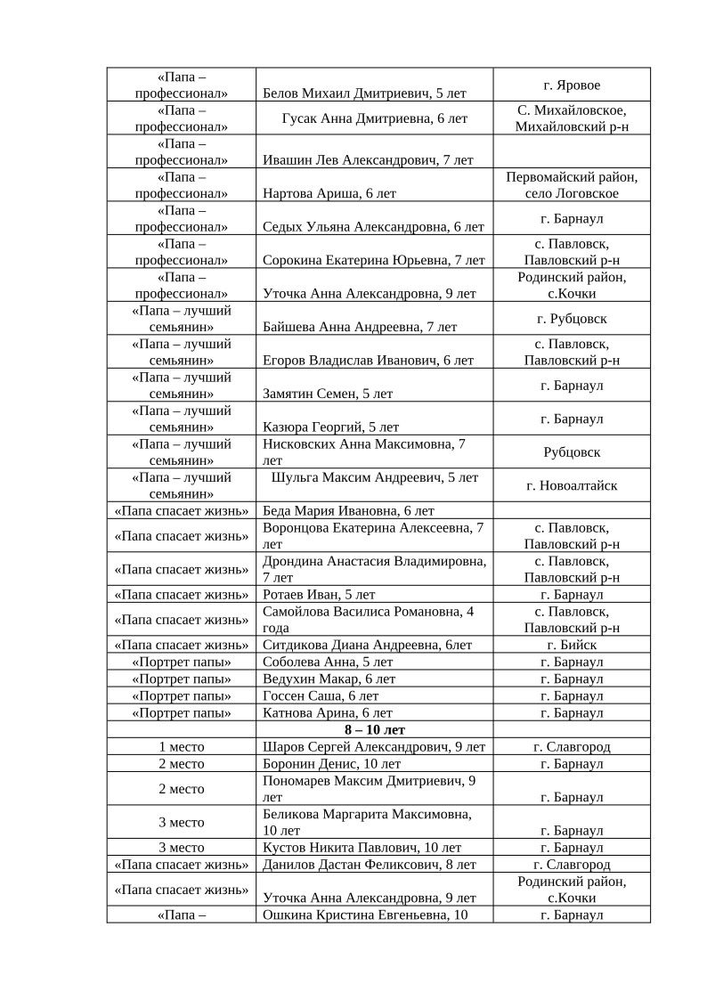 «Папа –
профессионал»
Белов Михаил Дмитриевич, 5 лет
г. Яровое
«Папа –
профессионал»
Гусак Анна Дмитриевна, 6 лет
С. Михайловское,
Михайловский р-н
«Папа –
профессионал»
Ивашин Лев Александрович, 7 лет
«Папа –
профессионал»
Нартова Ариша, 6 лет
Первомайский район,
село Логовское
«Папа –
профессионал»
Седых Ульяна Александровна, 6 лет
г. Барнаул
«Папа –
профессионал»
Сорокина Екатерина Юрьевна, 7 лет
с. Павловск,
Павловский р-н
«Папа –
профессионал»
Уточка Анна Александровна, 9 лет
Родинский район,
с.Кочки
«Папа – лучший
семьянин»
Байшева Анна Андреевна, 7 лет
г. Рубцовск
«Папа – лучший
семьянин»
Егоров Владислав Иванович, 6 лет
с. Павловск,
Павловский р-н
«Папа – лучший
семьянин»
Замятин Семен, 5 лет
г. Барнаул
«Папа – лучший
семьянин»
Казюра Георгий, 5 лет
г. Барнаул
«Папа – лучший
семьянин»
Нисковских Анна Максимовна, 7
лет
Рубцовск
«Папа – лучший
семьянин»
Шульга Максим Андреевич, 5 лет
г. Новоалтайск
«Папа спасает жизнь»
Беда Мария Ивановна, 6 лет
«Папа спасает жизнь»
Воронцова Екатерина Алексеевна, 7
лет
с. Павловск,
Павловский р-н
«Папа спасает жизнь»
Дрондина Анастасия Владимировна,
7 лет
с. Павловск,
Павловский р-н
«Папа спасает жизнь»
Ротаев Иван, 5 лет
г. Барнаул
«Папа спасает жизнь»
Самойлова Василиса Романовна, 4
года
с. Павловск,
Павловский р-н
«Папа спасает жизнь»
Ситдикова Диана Андреевна, 6лет
г. Бийск
«Портрет папы»
Соболева Анна, 5 лет
г. Барнаул
«Портрет папы»
Ведухин Макар, 6 лет
г. Барнаул
«Портрет папы»
Госсен Саша, 6 лет
г. Барнаул
«Портрет папы»
Катнова Арина, 6 лет
г. Барнаул
8 – 10 лет
1 место
Шаров Сергей Александрович, 9 лет
г. Славгород
2 место
Боронин Денис, 10 лет
г. Барнаул
2 место
Пономарев Максим Дмитриевич, 9
лет
г. Барнаул
3 место
Беликова Маргарита Максимовна,
10 лет
г. Барнаул
3 место
Кустов Никита Павлович, 10 лет
г. Барнаул
«Папа спасает жизнь»
Данилов Дастан Феликсович, 8 лет
г. Славгород
«Папа спасает жизнь»
Уточка Анна Александровна, 9 лет
Родинский район,
с.Кочки
«Папа –
Ошкина Кристина Евгеньевна, 10
г. Барнаул